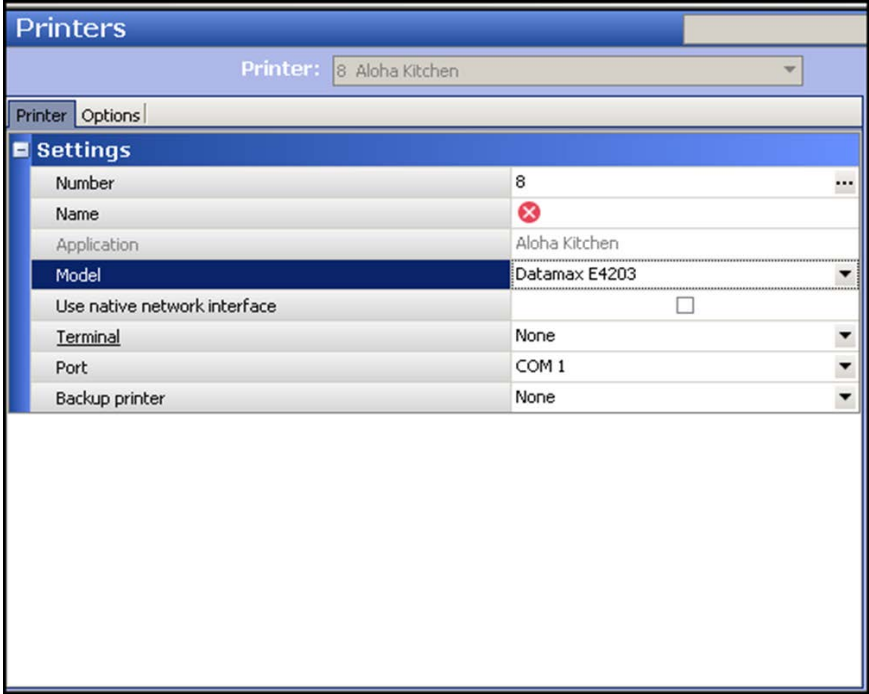 Printers
Printer: 8 Aloha Kitchen
Printer Options
Settings
Number 8 ...
Name
Application Aloha Kitchen
Model Datamax E4203
Use native network interface
Terminal None
Port COM 1
Backup printer None